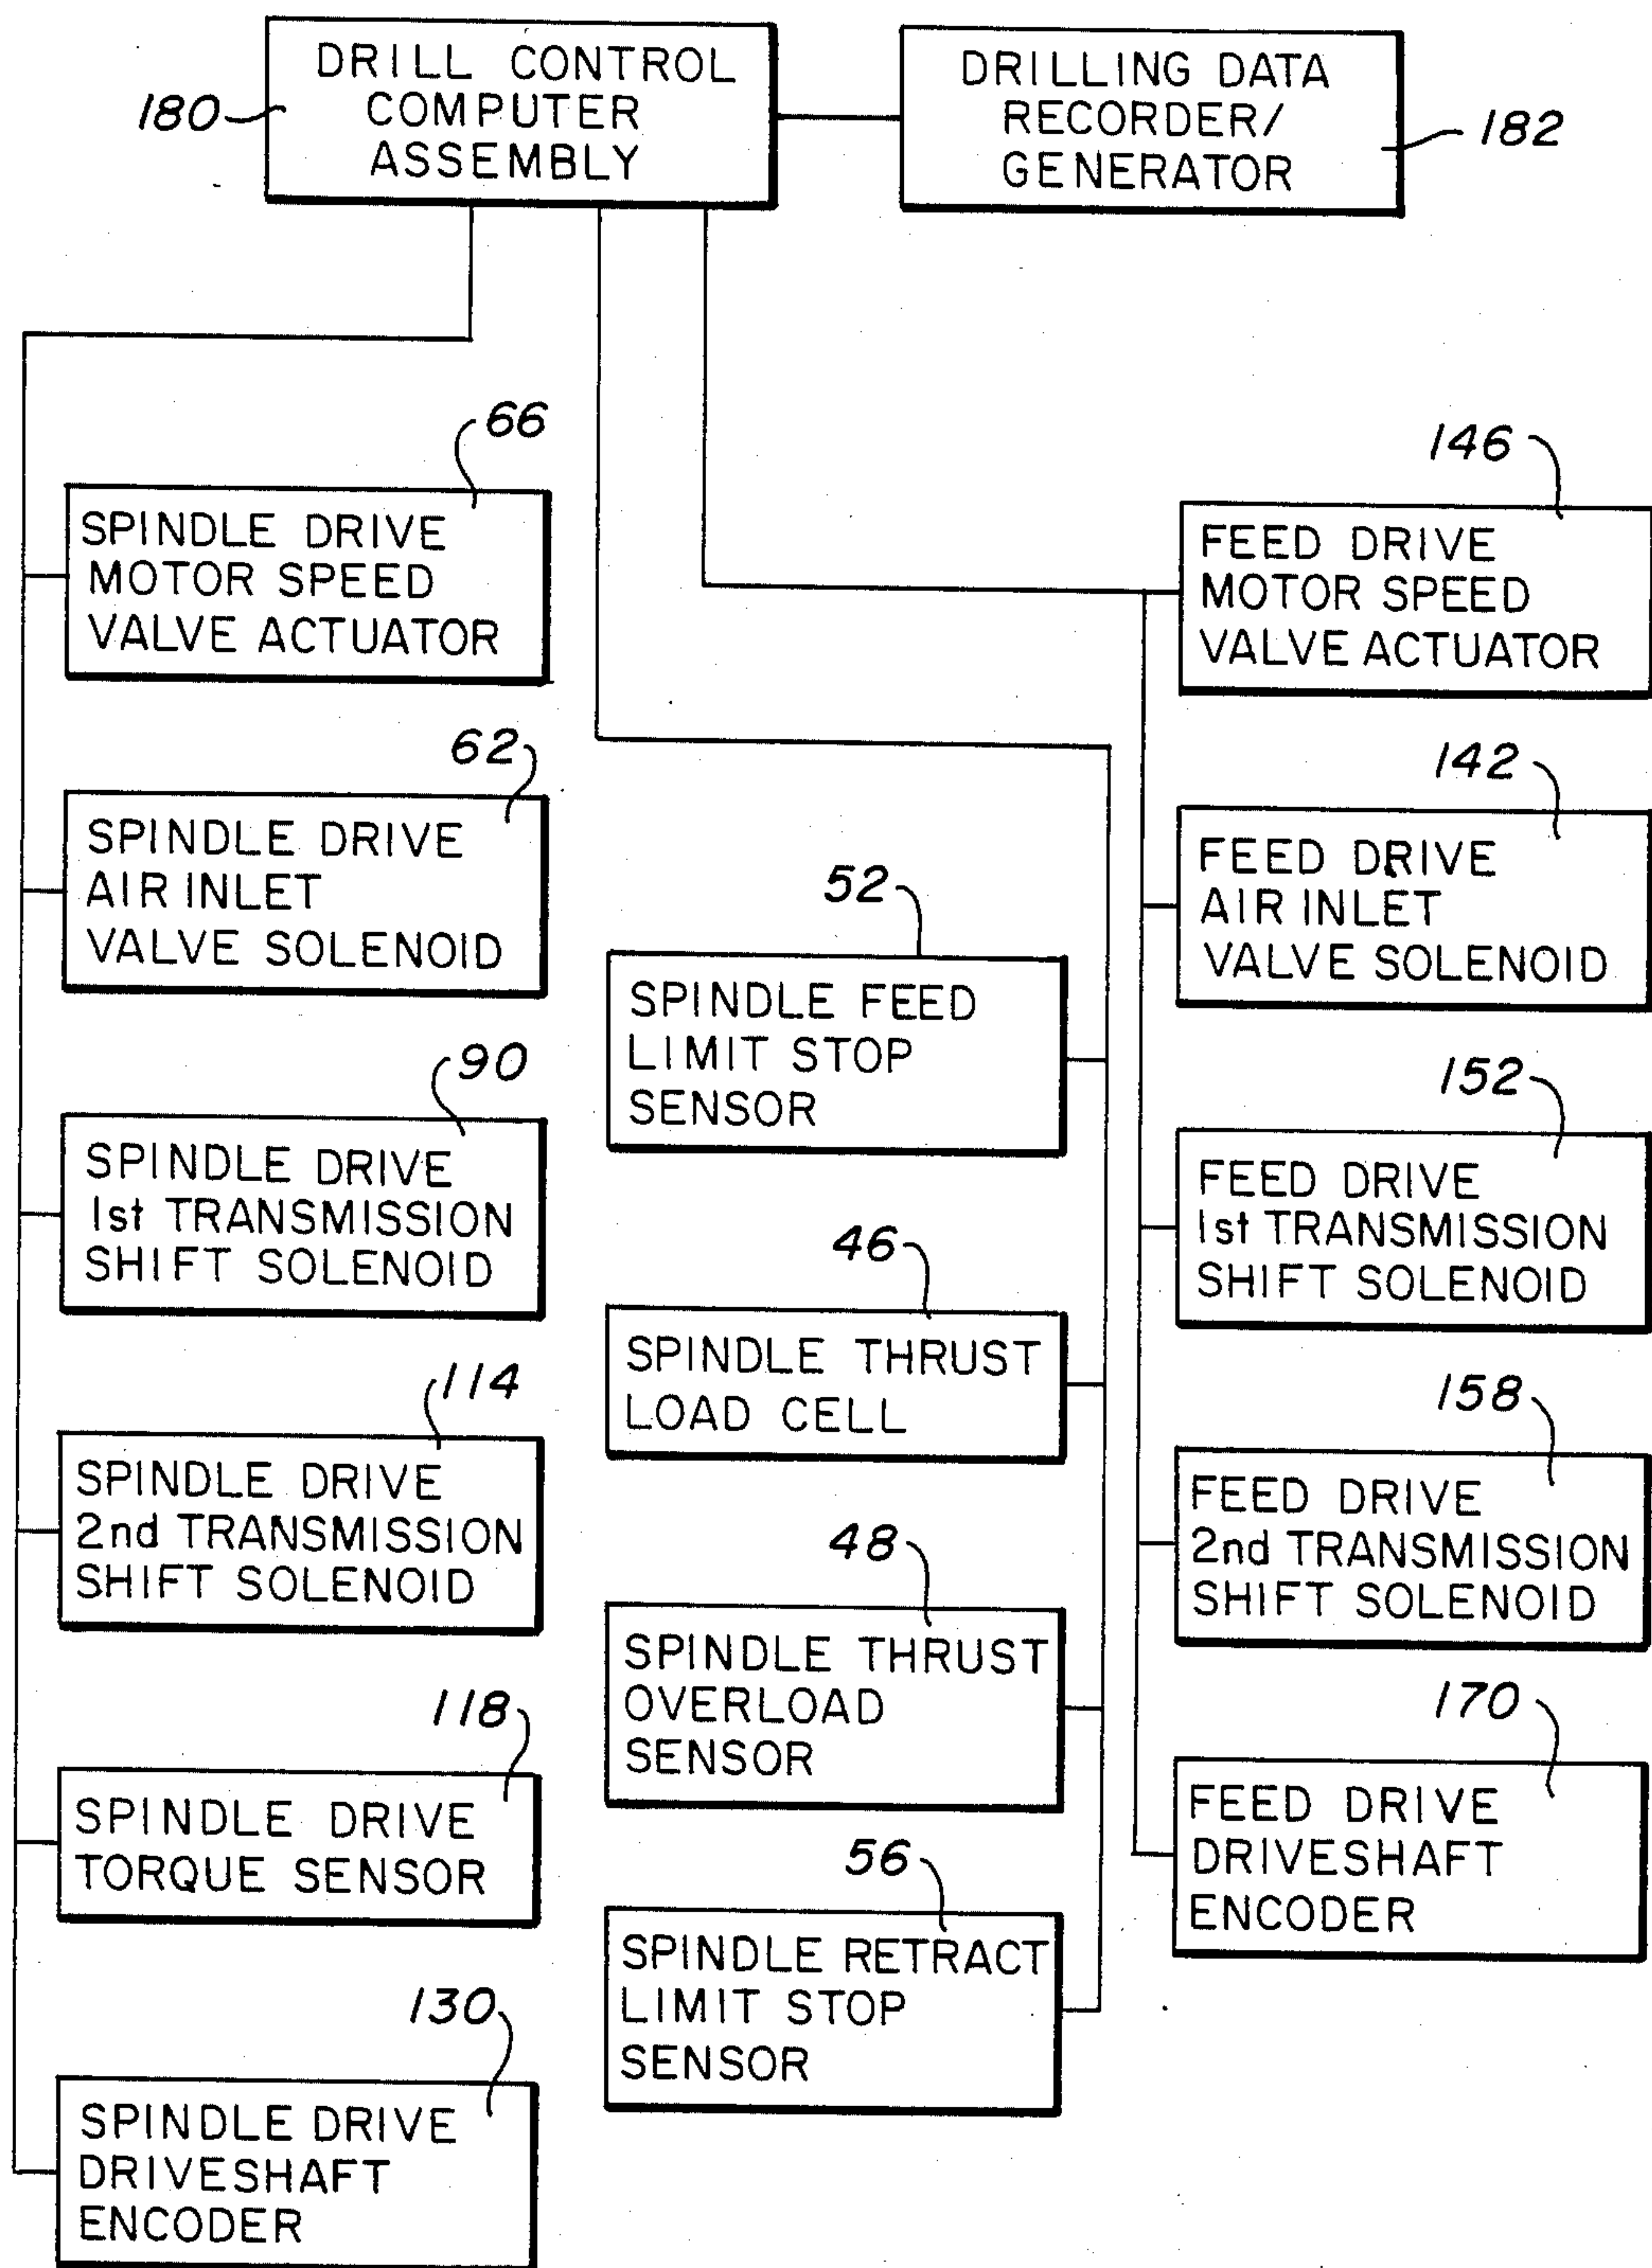 DRILL CONTROL
COMPUTER
ASSEMBLY
180
DRILLING DATA
RECORDER/
GENERATOR
182
66
SPINDLE DRIVE
MOTOR SPEED
VALVE ACTUATOR
62
SPINDLE DRIVE
AIR INLET
VALVE SOLENOID
90
SPINDLE DRIVE
1st TRANSMISSION
SHIFT SOLENOID
114
SPINDLE DRIVE
2nd TRANSMISSION
SHIFT SOLENOID
118
SPINDLE DRIVE
TORQUE SENSOR
130
SPINDLE DRIVE
DRIVESHAFT
ENCODER
52
SPINDLE FEED
LIMIT STOP
SENSOR
46
SPINDLE THRUST
LOAD CELL
48
SPINDLE THRUST
OVERLOAD
SENSOR
56
SPINDLE RETRACT
LIMIT STOP
SENSOR
146
FEED DRIVE
MOTOR SPEED
VALVE ACTUATOR
142
FEED DRIVE
AIR INLET
VALVE SOLENOID
152
FEED DRIVE
1st TRANSMISSION
SHIFT SOLENOID
158
FEED DRIVE
2nd TRANSMISSION
SHIFT SOLENOID
170
FEED DRIVE
DRIVESHAFT
ENCODER